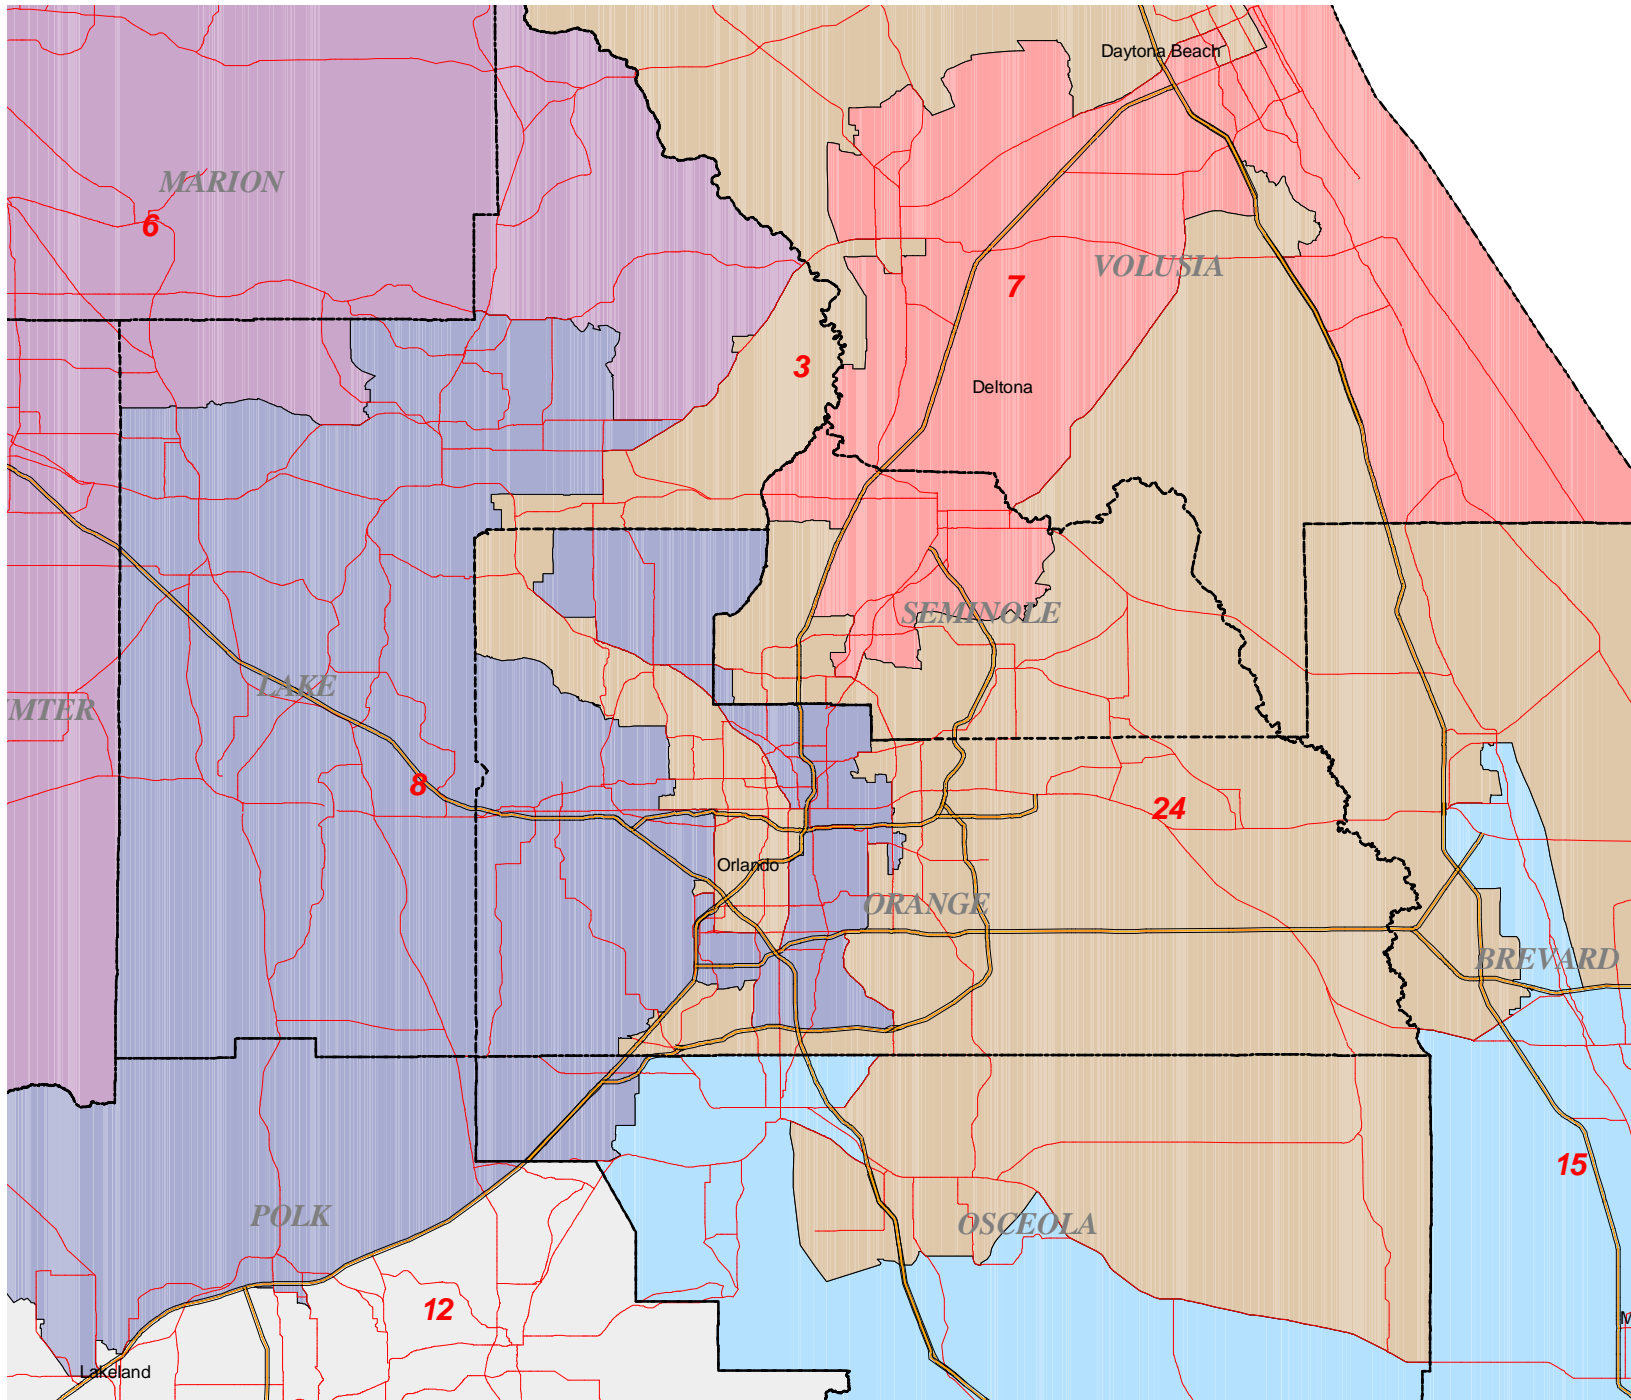 Daytona Beach
MARION
6
VOLUSIA
7
3
Deltona
SEMINOLE
LAKE
MTER
8
24
Orlando
ORANGE
BREVARD
15
POLK
OSCEOLA
12
M
Lakeland